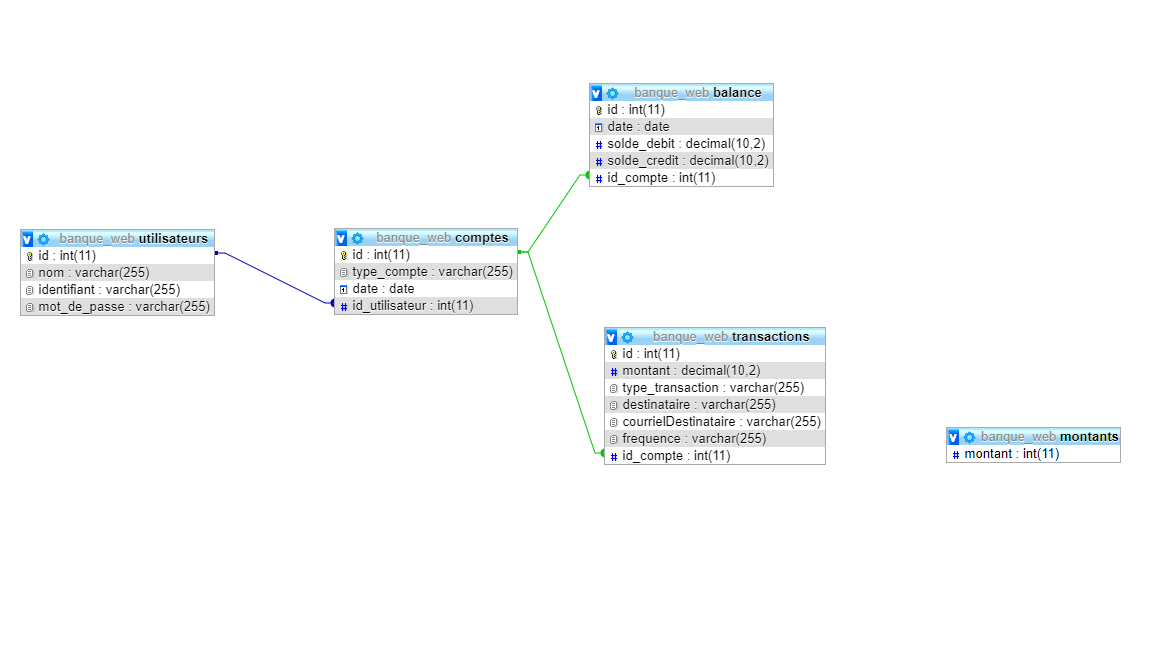 banque_web utilisateurs
id : int(11)
nom : varchar(255)
identifiant : varchar(255)
mot_de_passe : varchar(255)
banque_web comptes
id : int(11)
type_compte : varchar(255)
date : date
id_utilisateur : int(11)
banque_web balance
id : int(11)
date : date
solde_debit : decimal(10,2)
solde_credit : decimal(10,2)
id_compte : int(11)
banque_web transactions
id : int(11)
montant : decimal(10,2)
type_transaction : varchar(255)
destinataire : varchar(255)
courrielDestinataire : varchar(255)
frequence : varchar(255)
id_compte : int(11)
banque_web montants
montant : int(11)